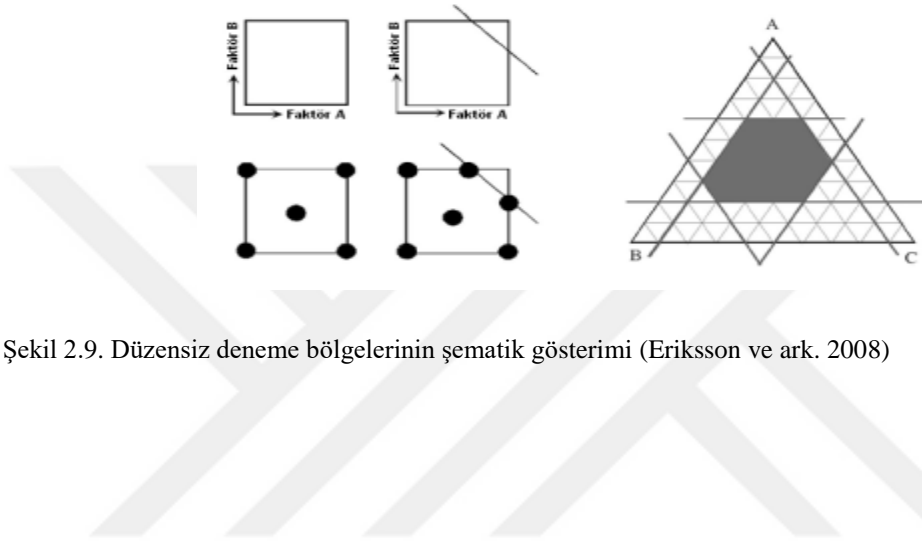 Faktör B
Faktör A
Faktör B
Faktör A
A
B
C
Şekil 2.9. Düzensiz deneme bölgelerinin şematik gösterimi (Eriksson ve ark. 2008)